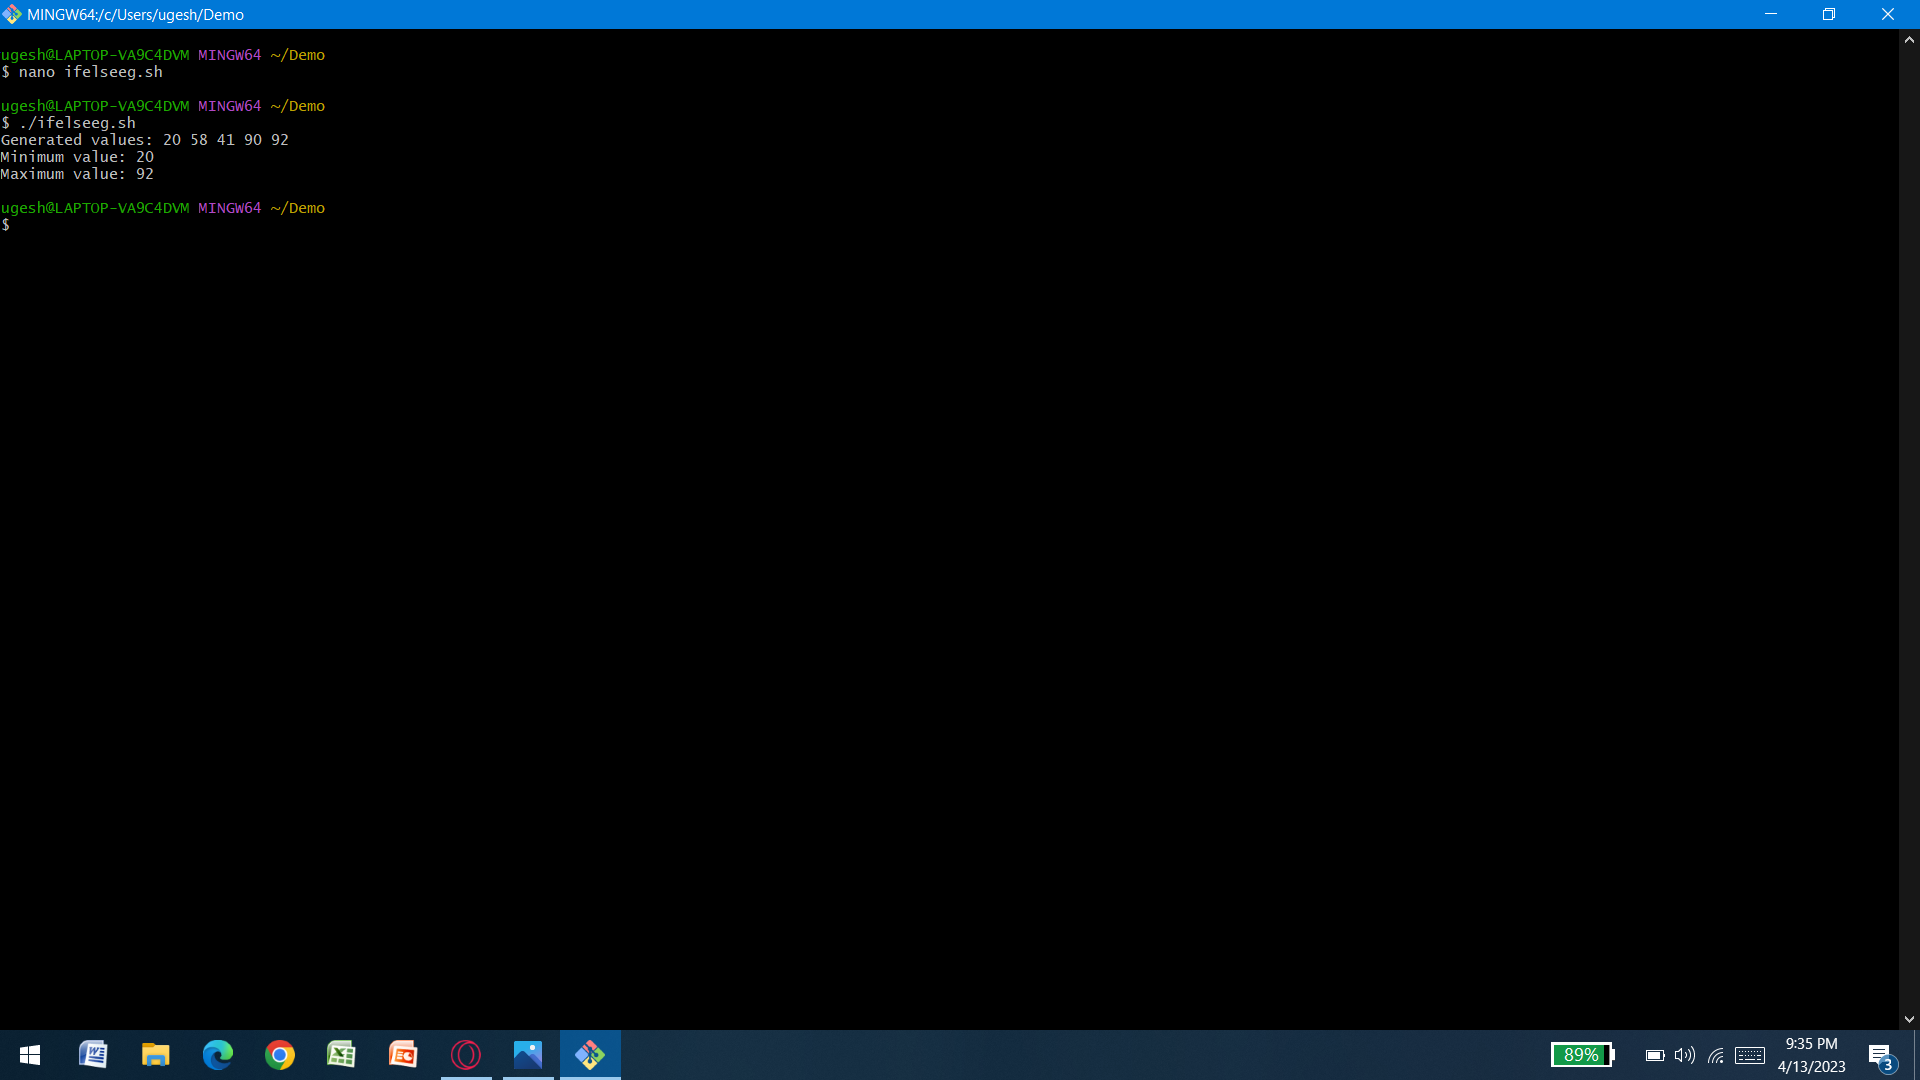 MINGW64:/c/Users/ugesh/Demo
ugesh@LAPTOP-VA9C4DVM MINGW64 ~/Demo
$ nano ifelseeg.sh
ugesh@LAPTOP-VA9C4DVM MINGW64 ~/Demo
$ ./ifelseeg.sh
Generated values: 20 58 41 90 92
Minimum value: 20
Maximum value: 92
ugesh@LAPTOP-VA9C4DVM MINGW64 ~/Demo
$
89%
9:35 PM
4/13/2023
3